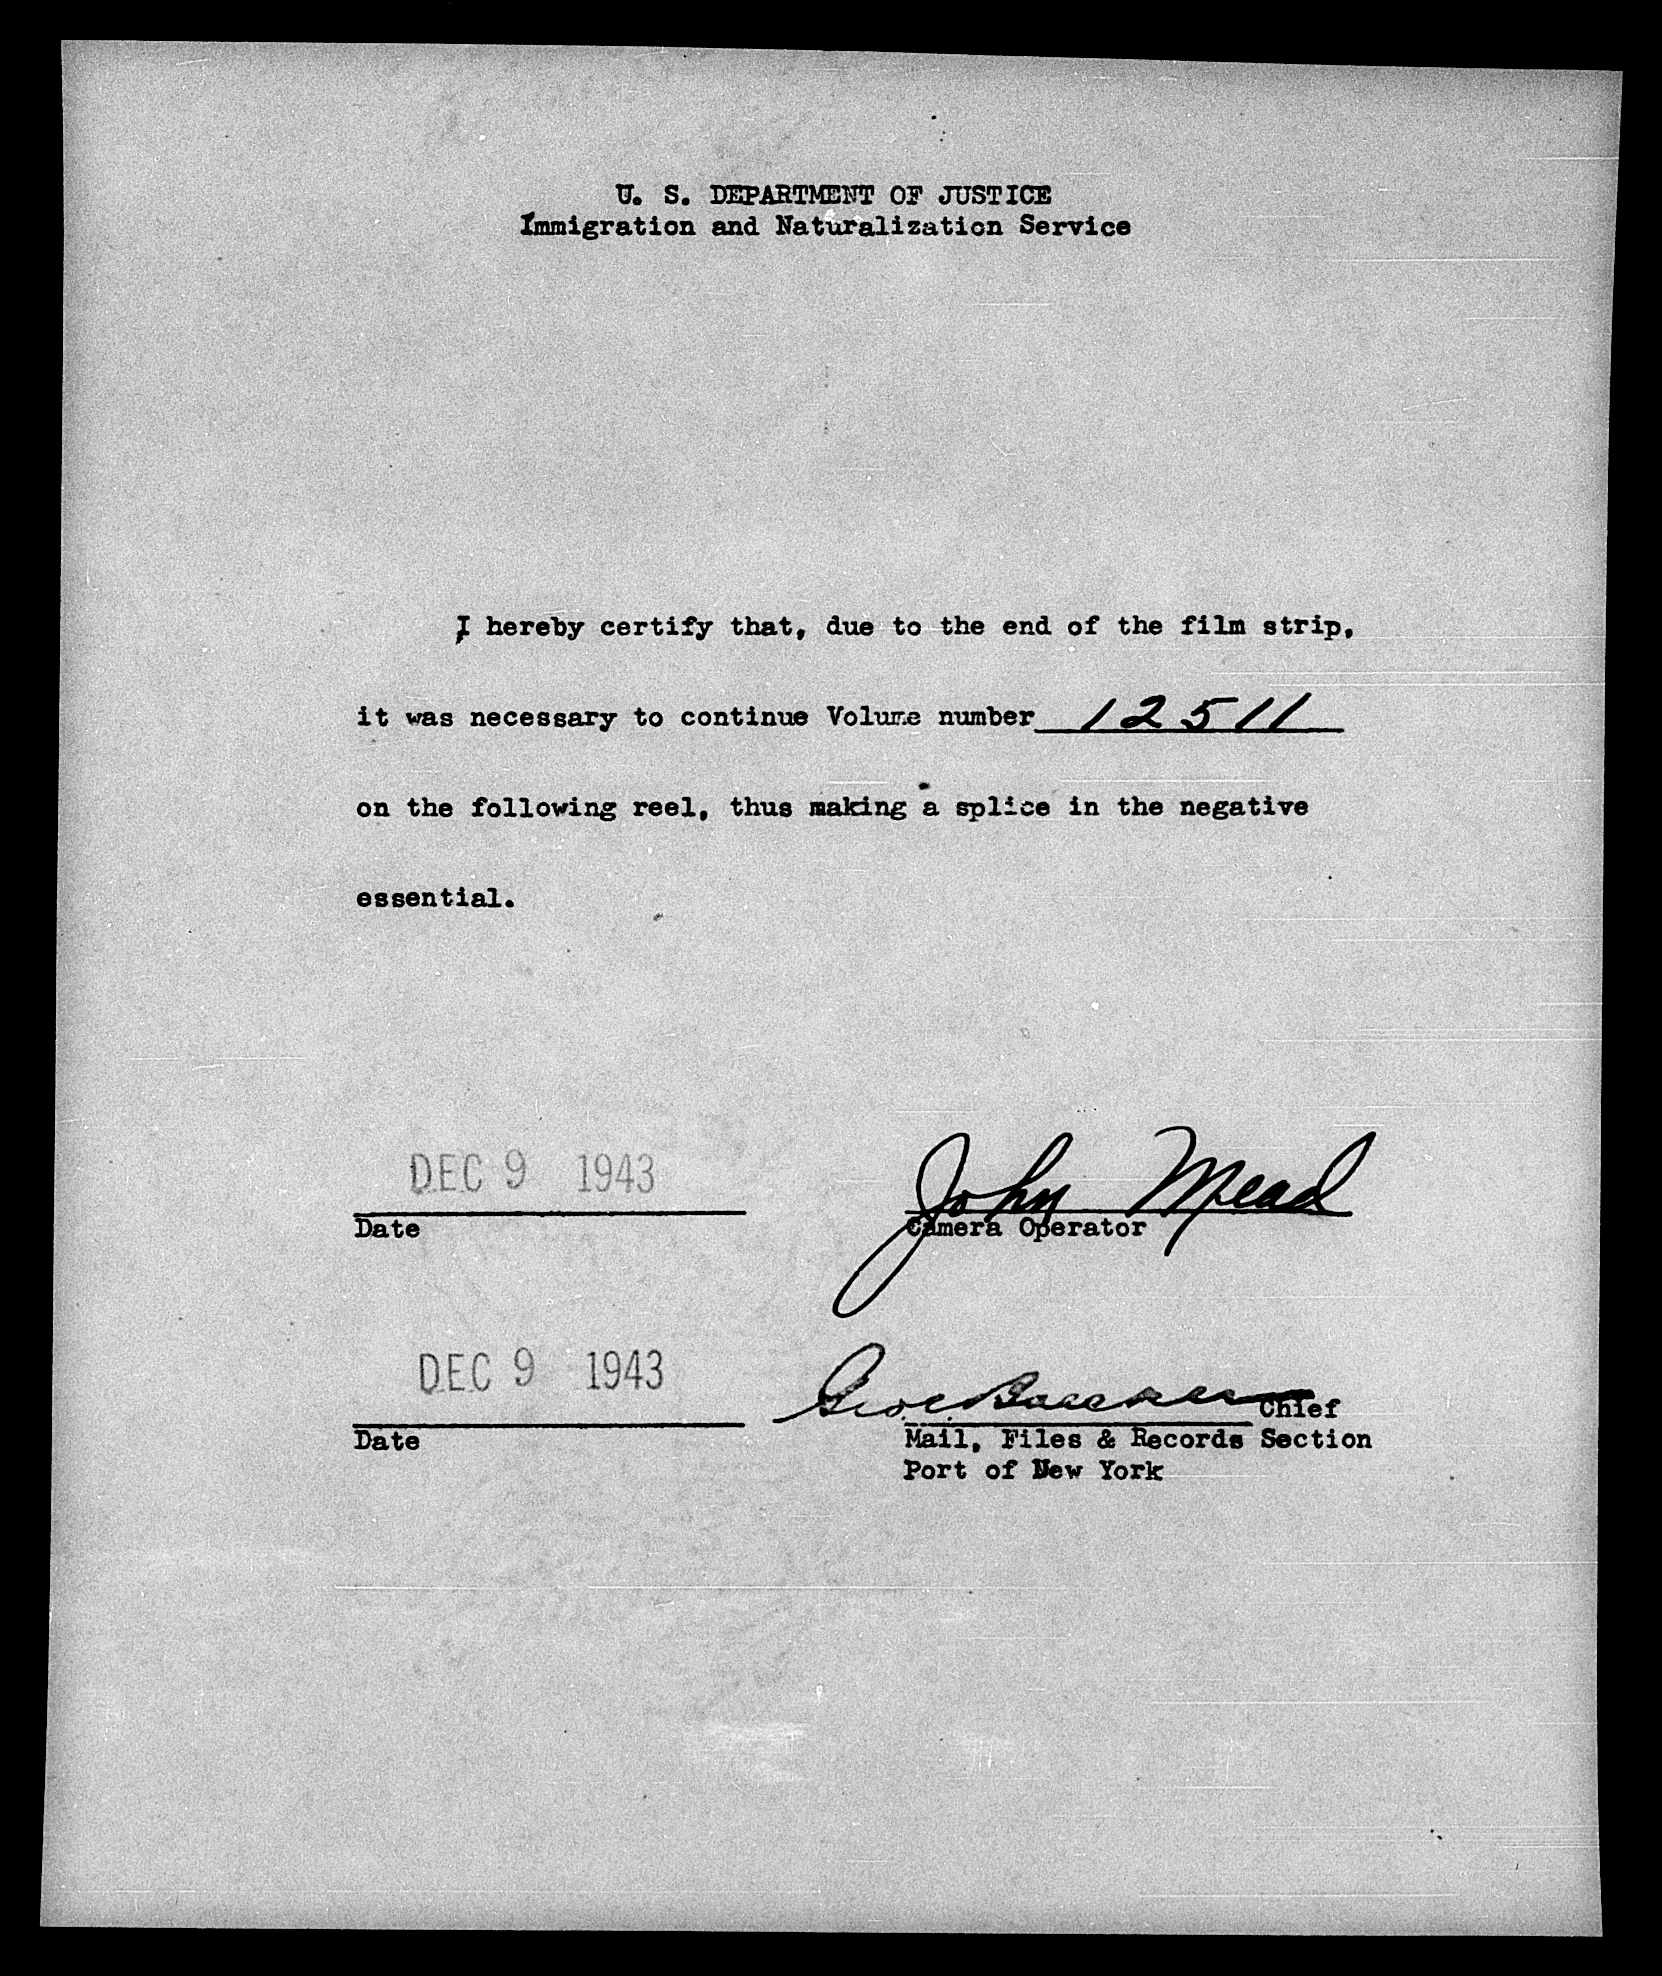 U. S. DEPARTMENT OF JUSTICE
Immigration and Naturalization Service
I hereby certify that, due to the end of the film strip,
it was necessary to continue Volume number 12511
on the following reel, thus making a splice in the negative
essential.
DEC 9 1943
John Mead
Date
Camera Operator
DEC 9 1943
Chief
Date
Mail, Files & Records Section
Port of New York